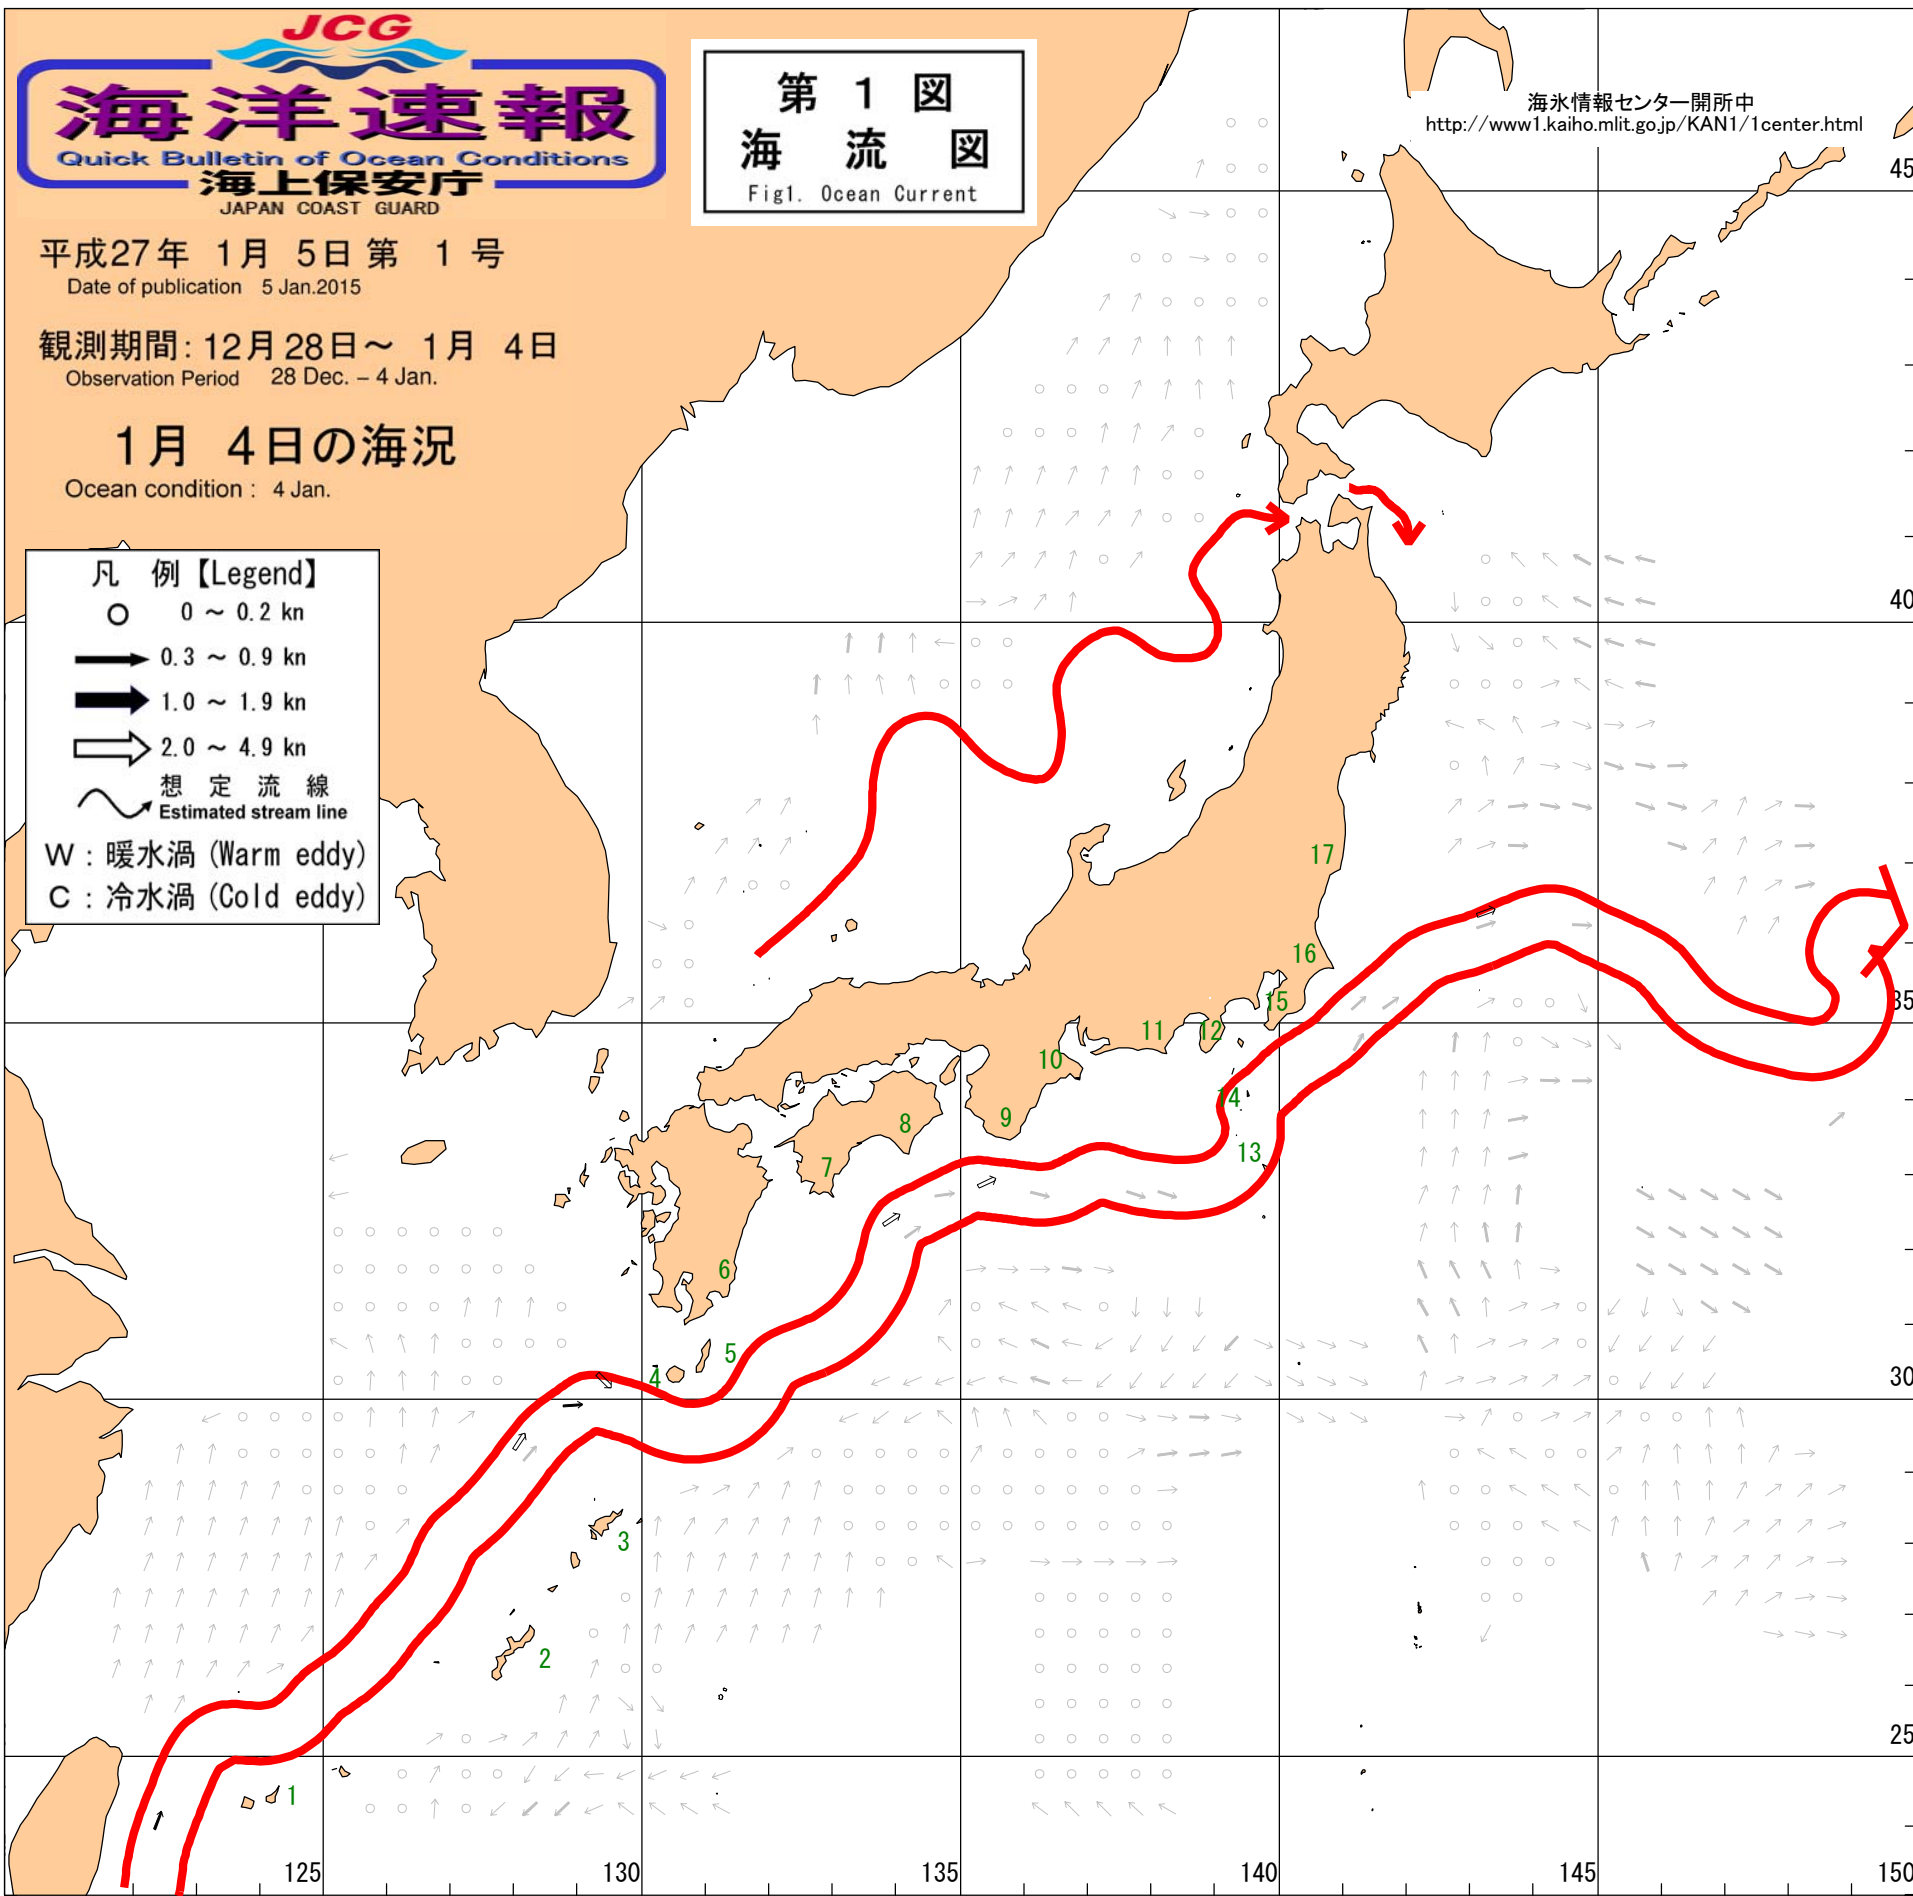 JCG
海洋速報
Quick Bulletin of Ocean Conditions
海上保安庁
JAPAN COAST GUARD
第 1 図
海 流 図
Fig1. Ocean Current
海氷情報センター開所中
http://www1.kaiho.mlit.go.jp/KAN1/1center.html
平成27年 1月 5日 第 1 号
Date of publication 5 Jan.2015
観測期間: 12月28日～ 1月 4日
Observation Period 28 Dec. – 4 Jan.
1月 4日の海況
Ocean condition : 4 Jan.
凡 例【Legend】
0 ～ 0.2 kn
0.3 ～ 0.9 kn
1.0 ～ 1.9 kn
2.0 ～ 4.9 kn
想 定 流 線
Estimated stream line
W : 暖水渦 (Warm eddy)
C : 冷水渦 (Cold eddy)
45
40
17
16
35
15
12
11
10
14
9
8
13
7
6
5
4
30
3
2
25
1
125
130
135
140
145
150